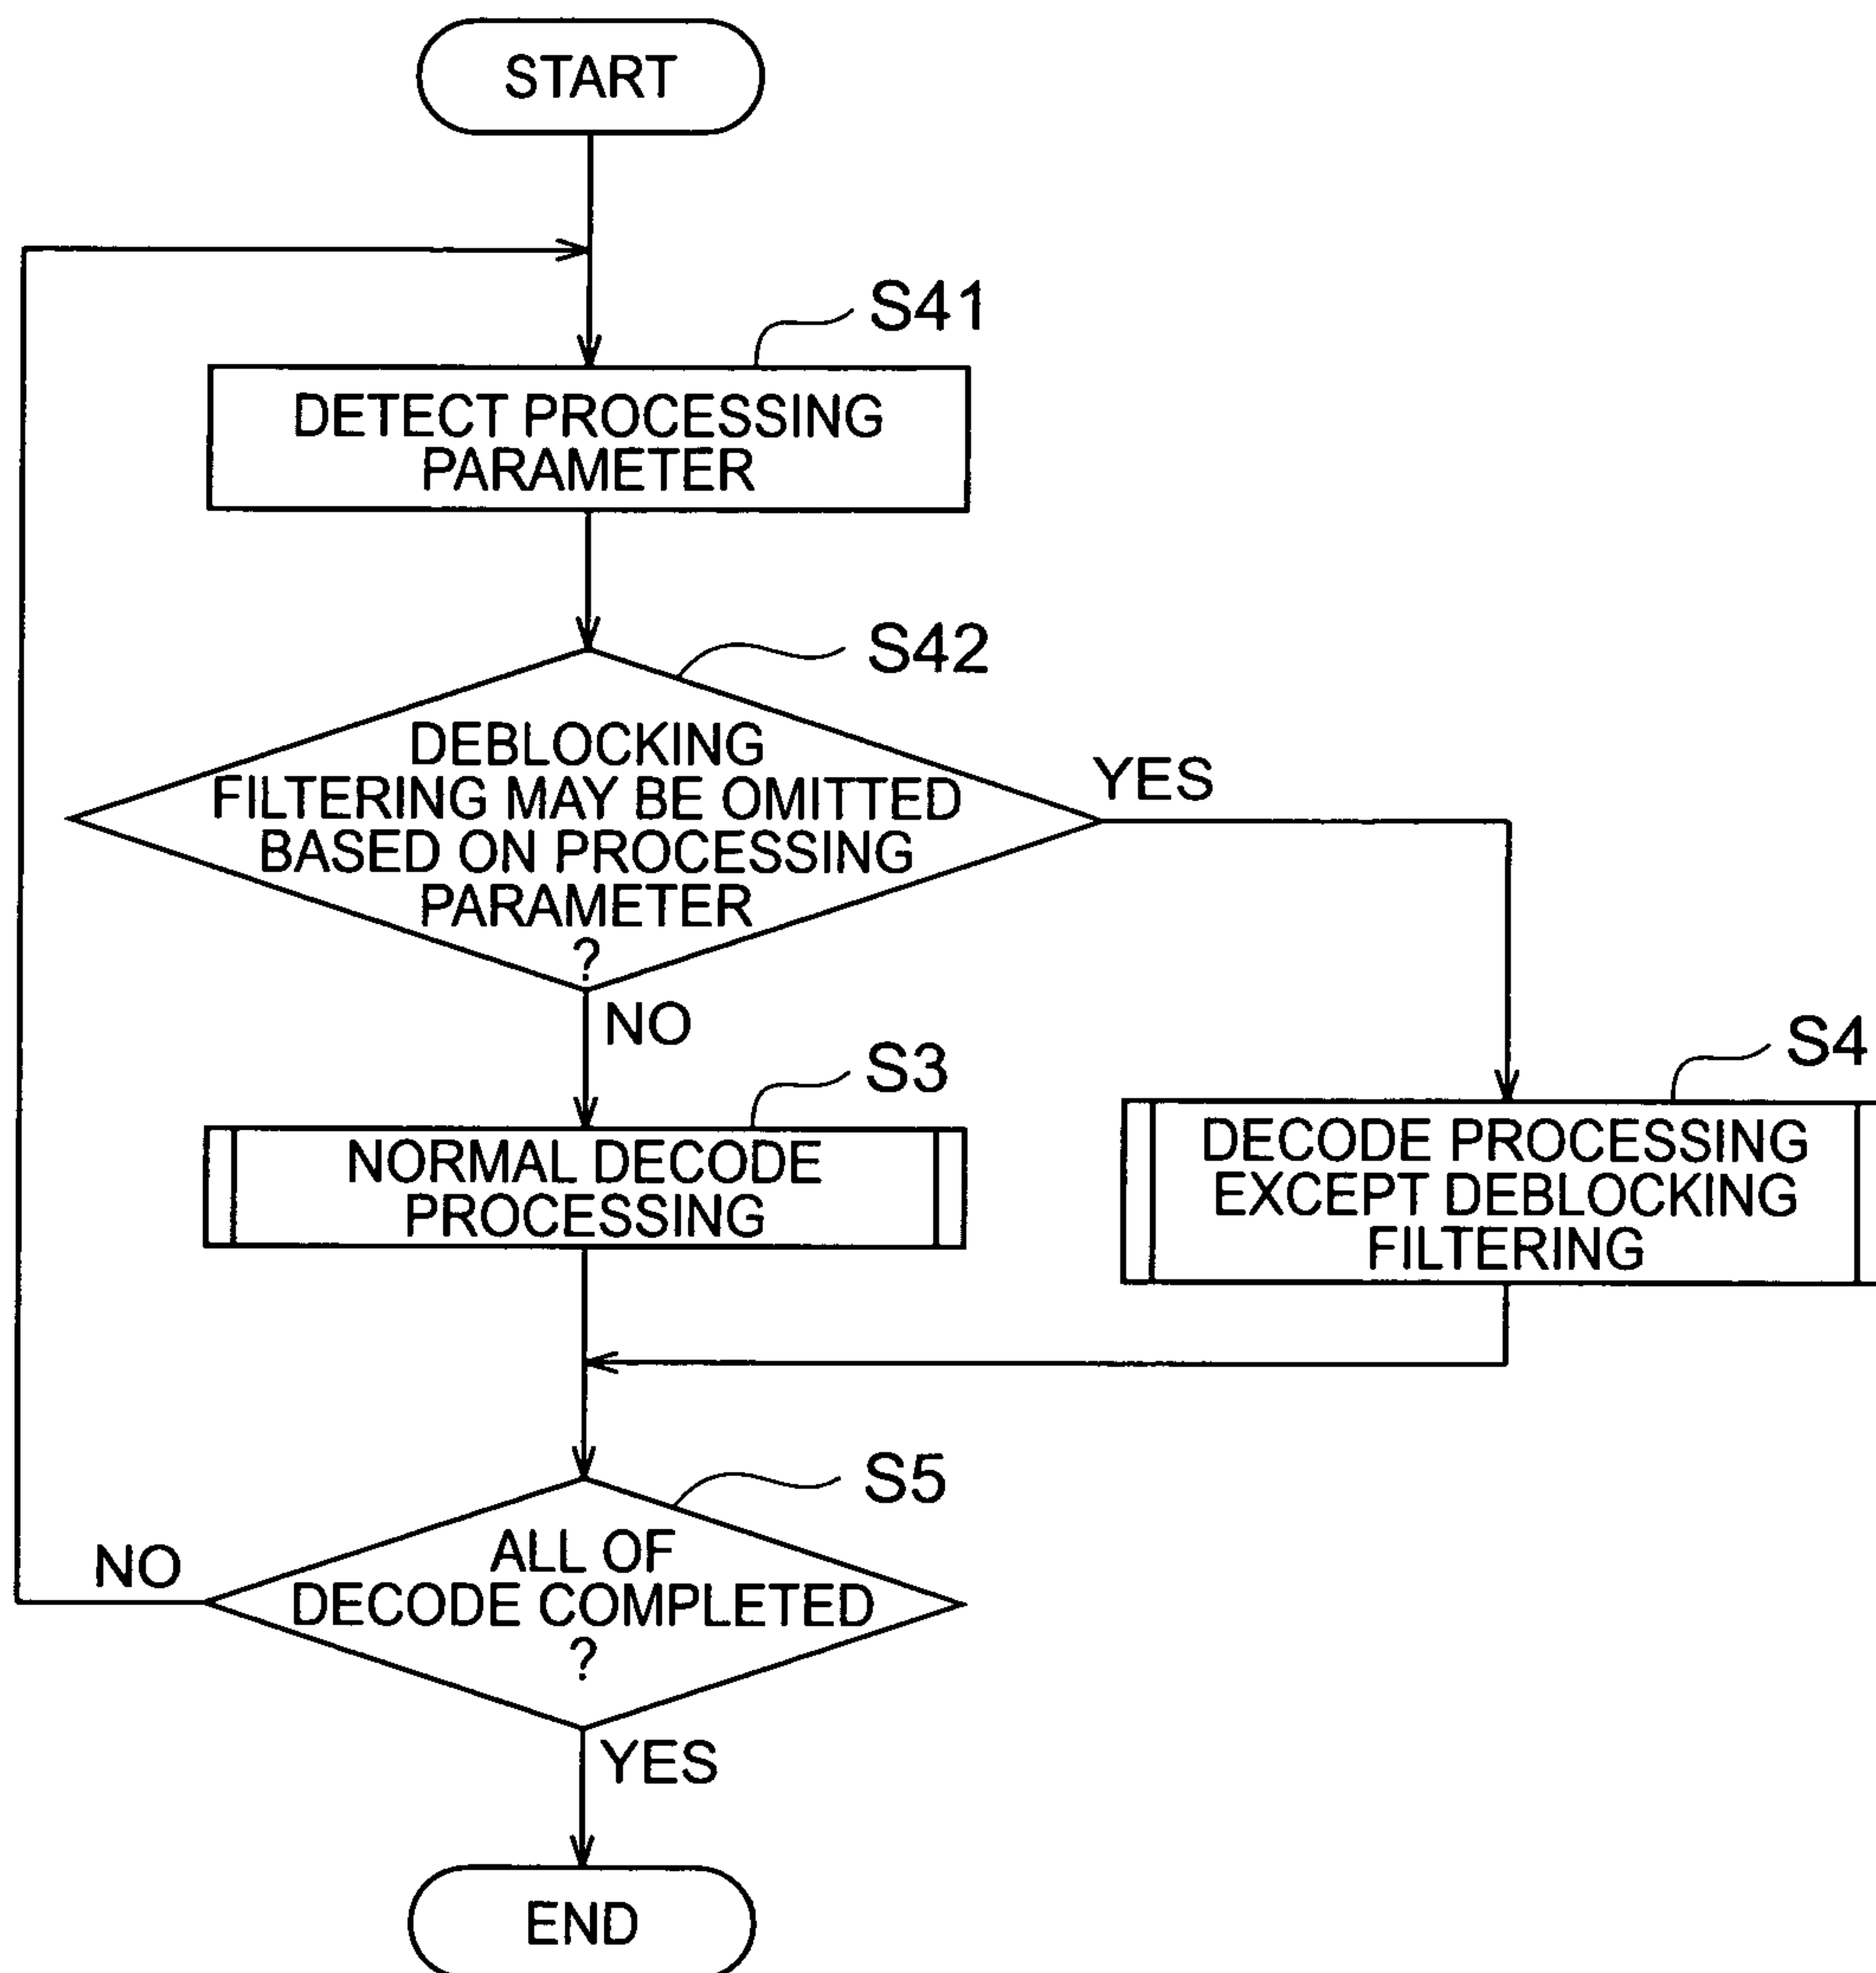 START
S41
DETECT PROCESSING
PARAMETER
S42
DEBLOCKING
FILTERING MAY BE OMITTED
BASED ON PROCESSING
PARAMETER
?
YES
NO
S3
NORMAL DECODE
PROCESSING
S4
DECODE PROCESSING
EXCEPT DEBLOCKING
FILTERING
S5
ALL OF
DECODE COMPLETED
?
NO
YES
END